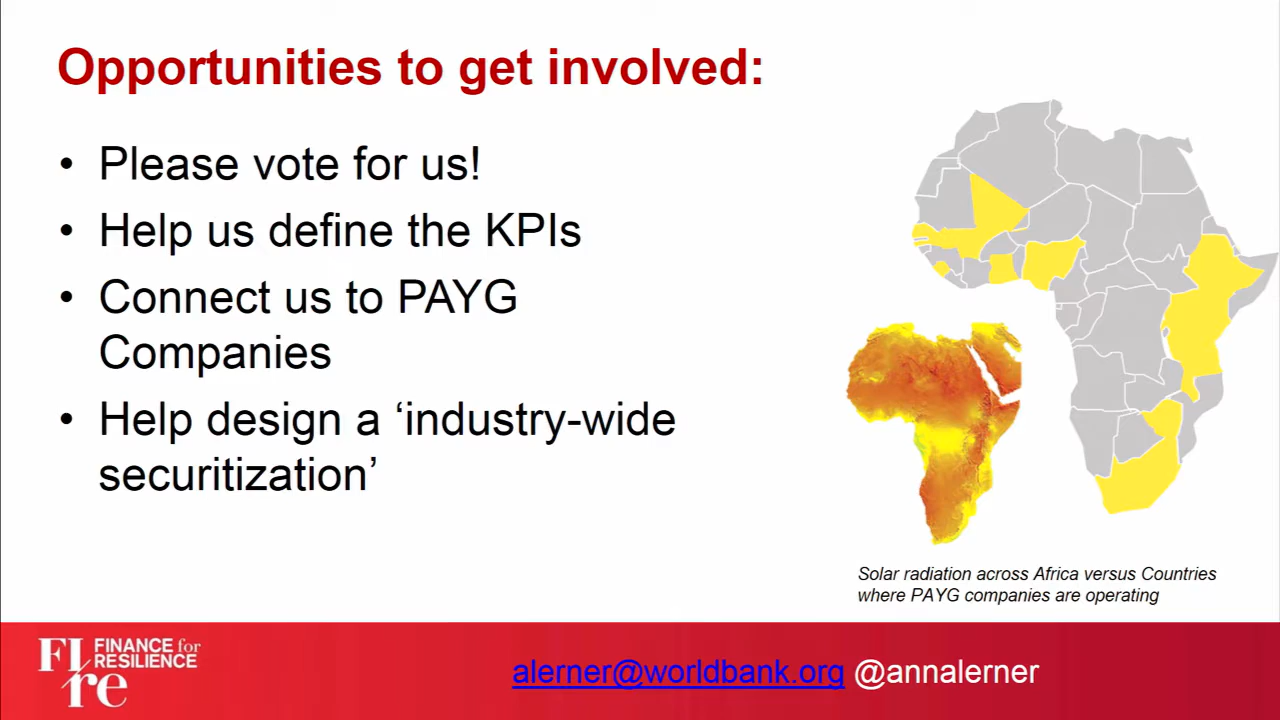 Opportunities to get involved:
• Please vote for us!
• Help us define the KPIs
• Connect us to PAYG
Companies
• Help design a ‘industry-wide
securitization’
Solar radiation across Africa versus Countries
where PAYG companies are operating
FIre
FINANCE for
RESILIENCE
alerner@worldbank.org @annalerner